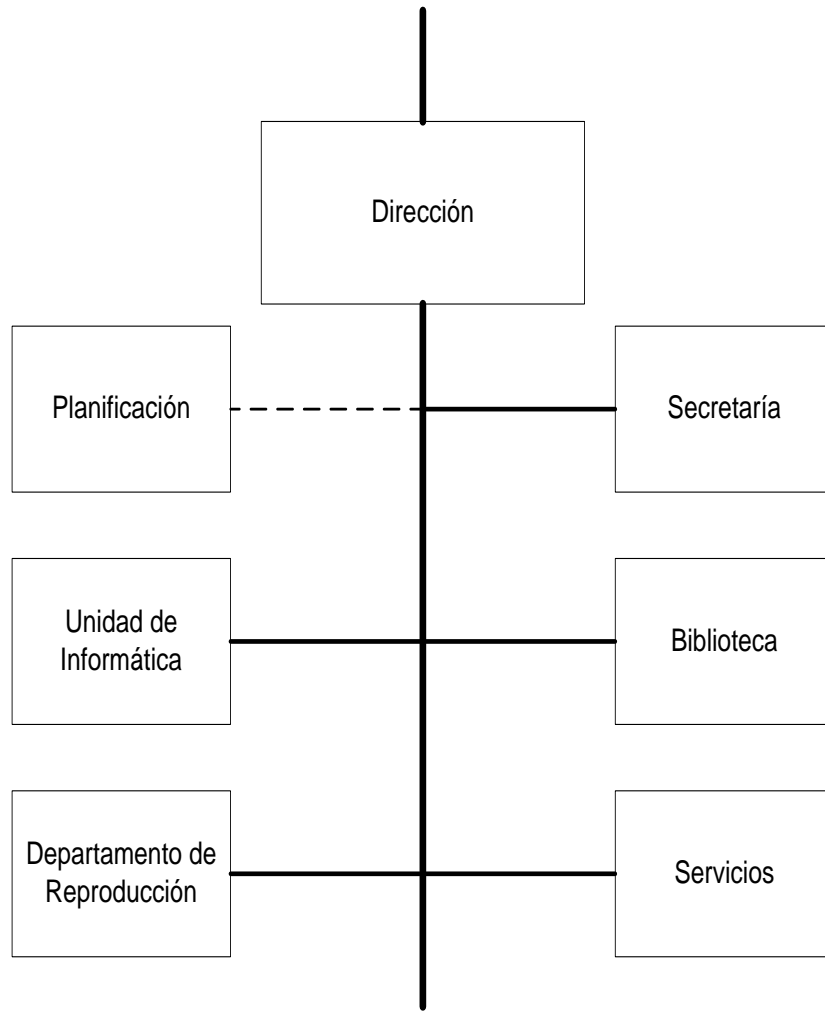 Dirección
Planificación
Secretaría
Unidad de
Informática
Biblioteca
Departamento de
Reproducción
Servicios